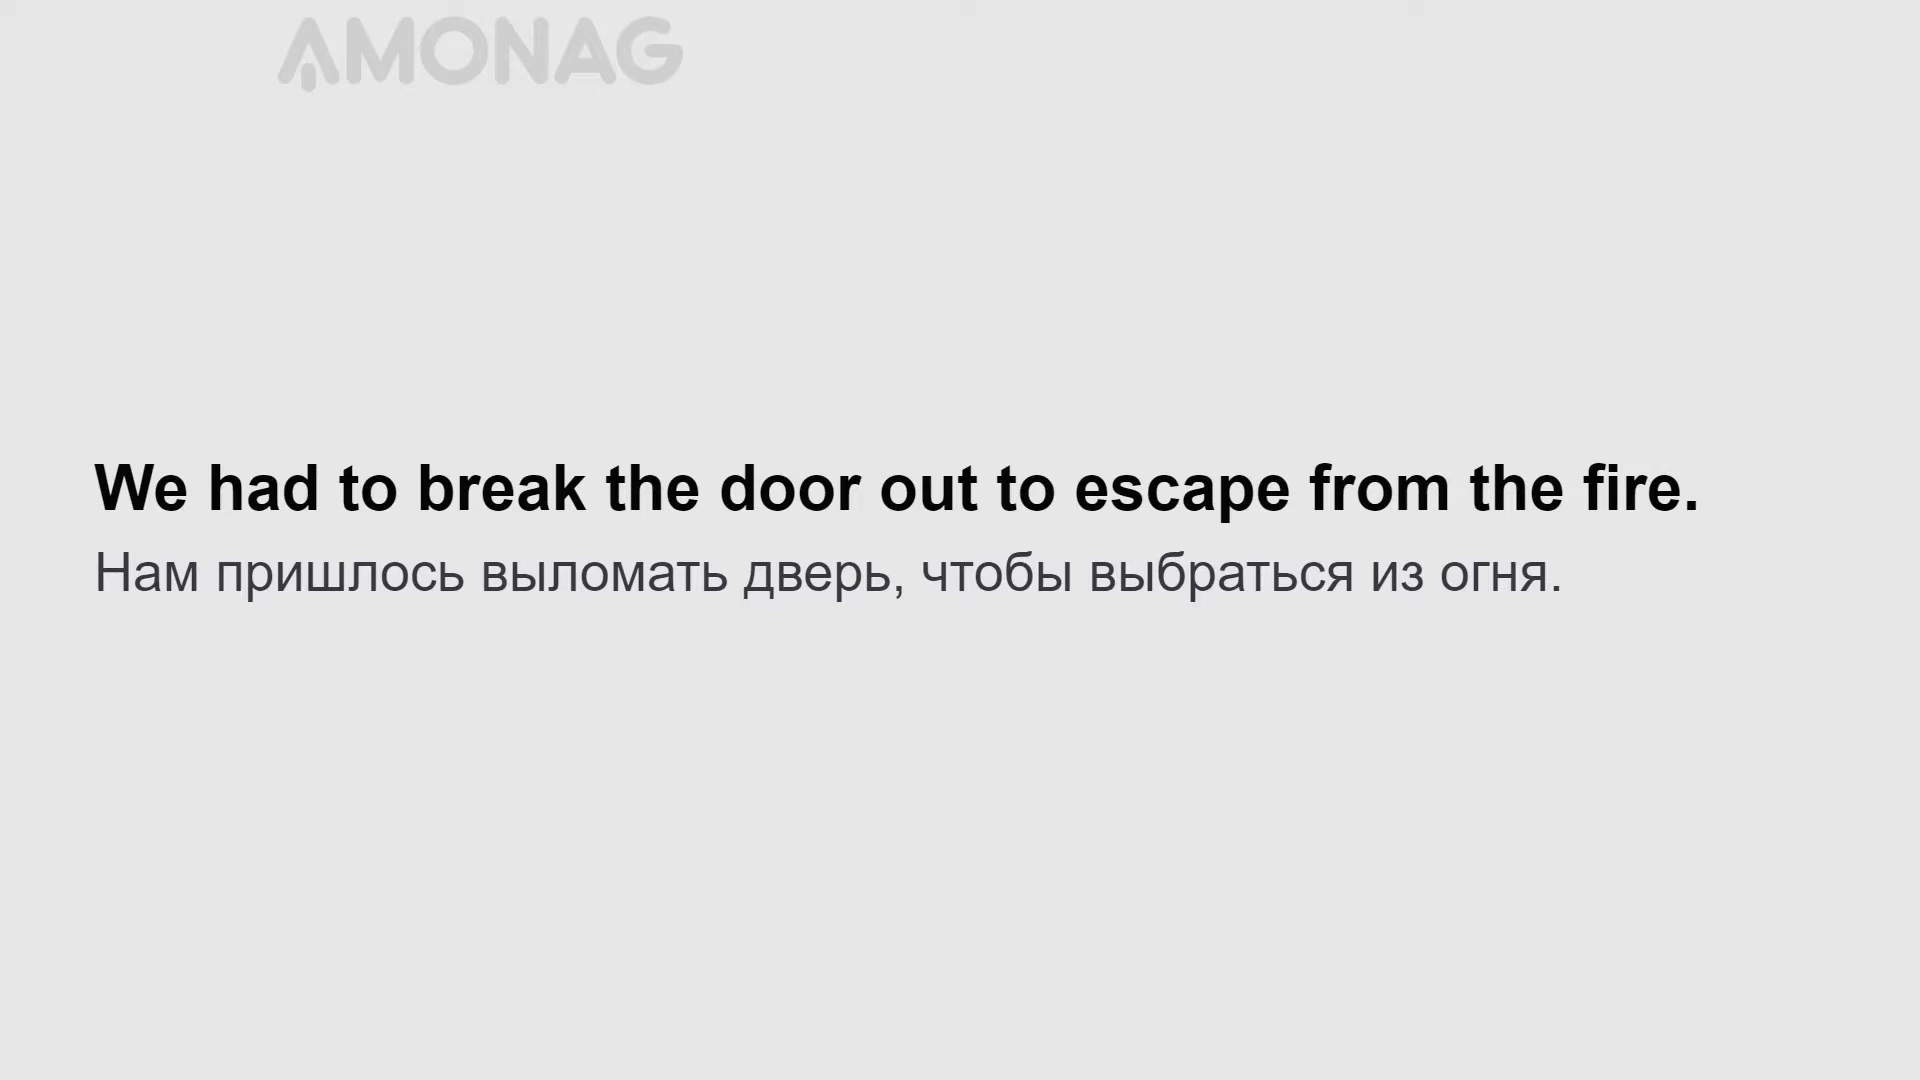 AMONAG
We had to break the door out to escape from the fire.
Нам пришлось выломать дверь, чтобы выбраться из огня.